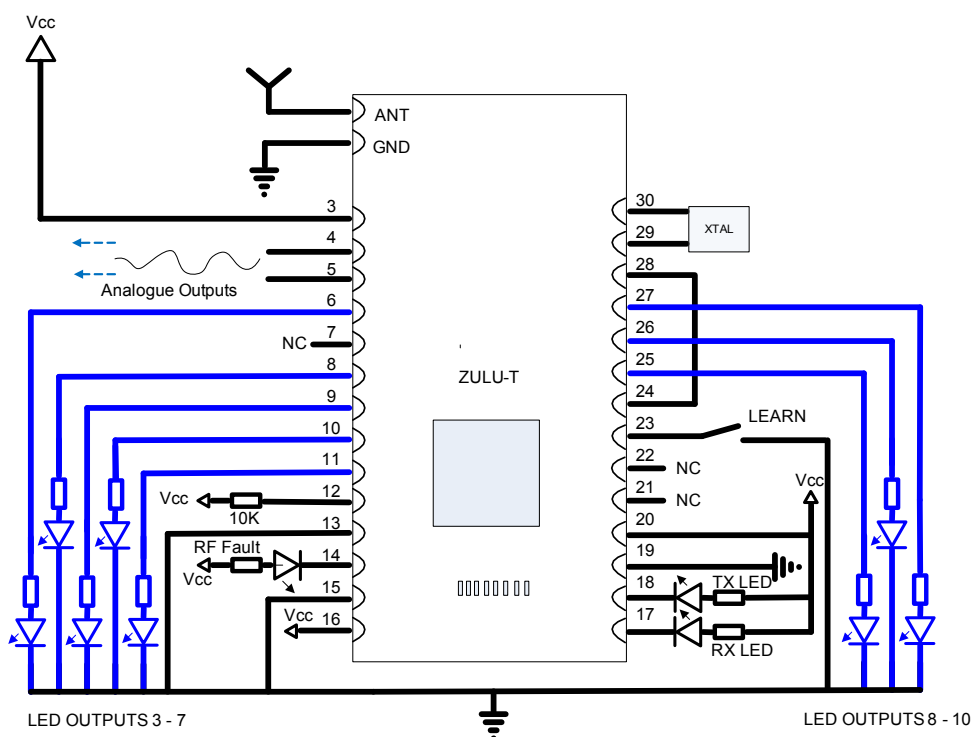 Vcc
ANT
GND
3
4
5
Analogue Outputs
6
NC 7
8
9
10
11
Vcc 12
10K
13
RF Fault
14
Vcc
15
Vcc
16
ZULU-T
30
XTAL
29
28
27
26
25
24
23 LEARN
22 NC
21 NC
Vcc
20
19
18 TX LED
17
RX LED
LED OUTPUTS 3 - 7
LED OUTPUTS 8 - 10